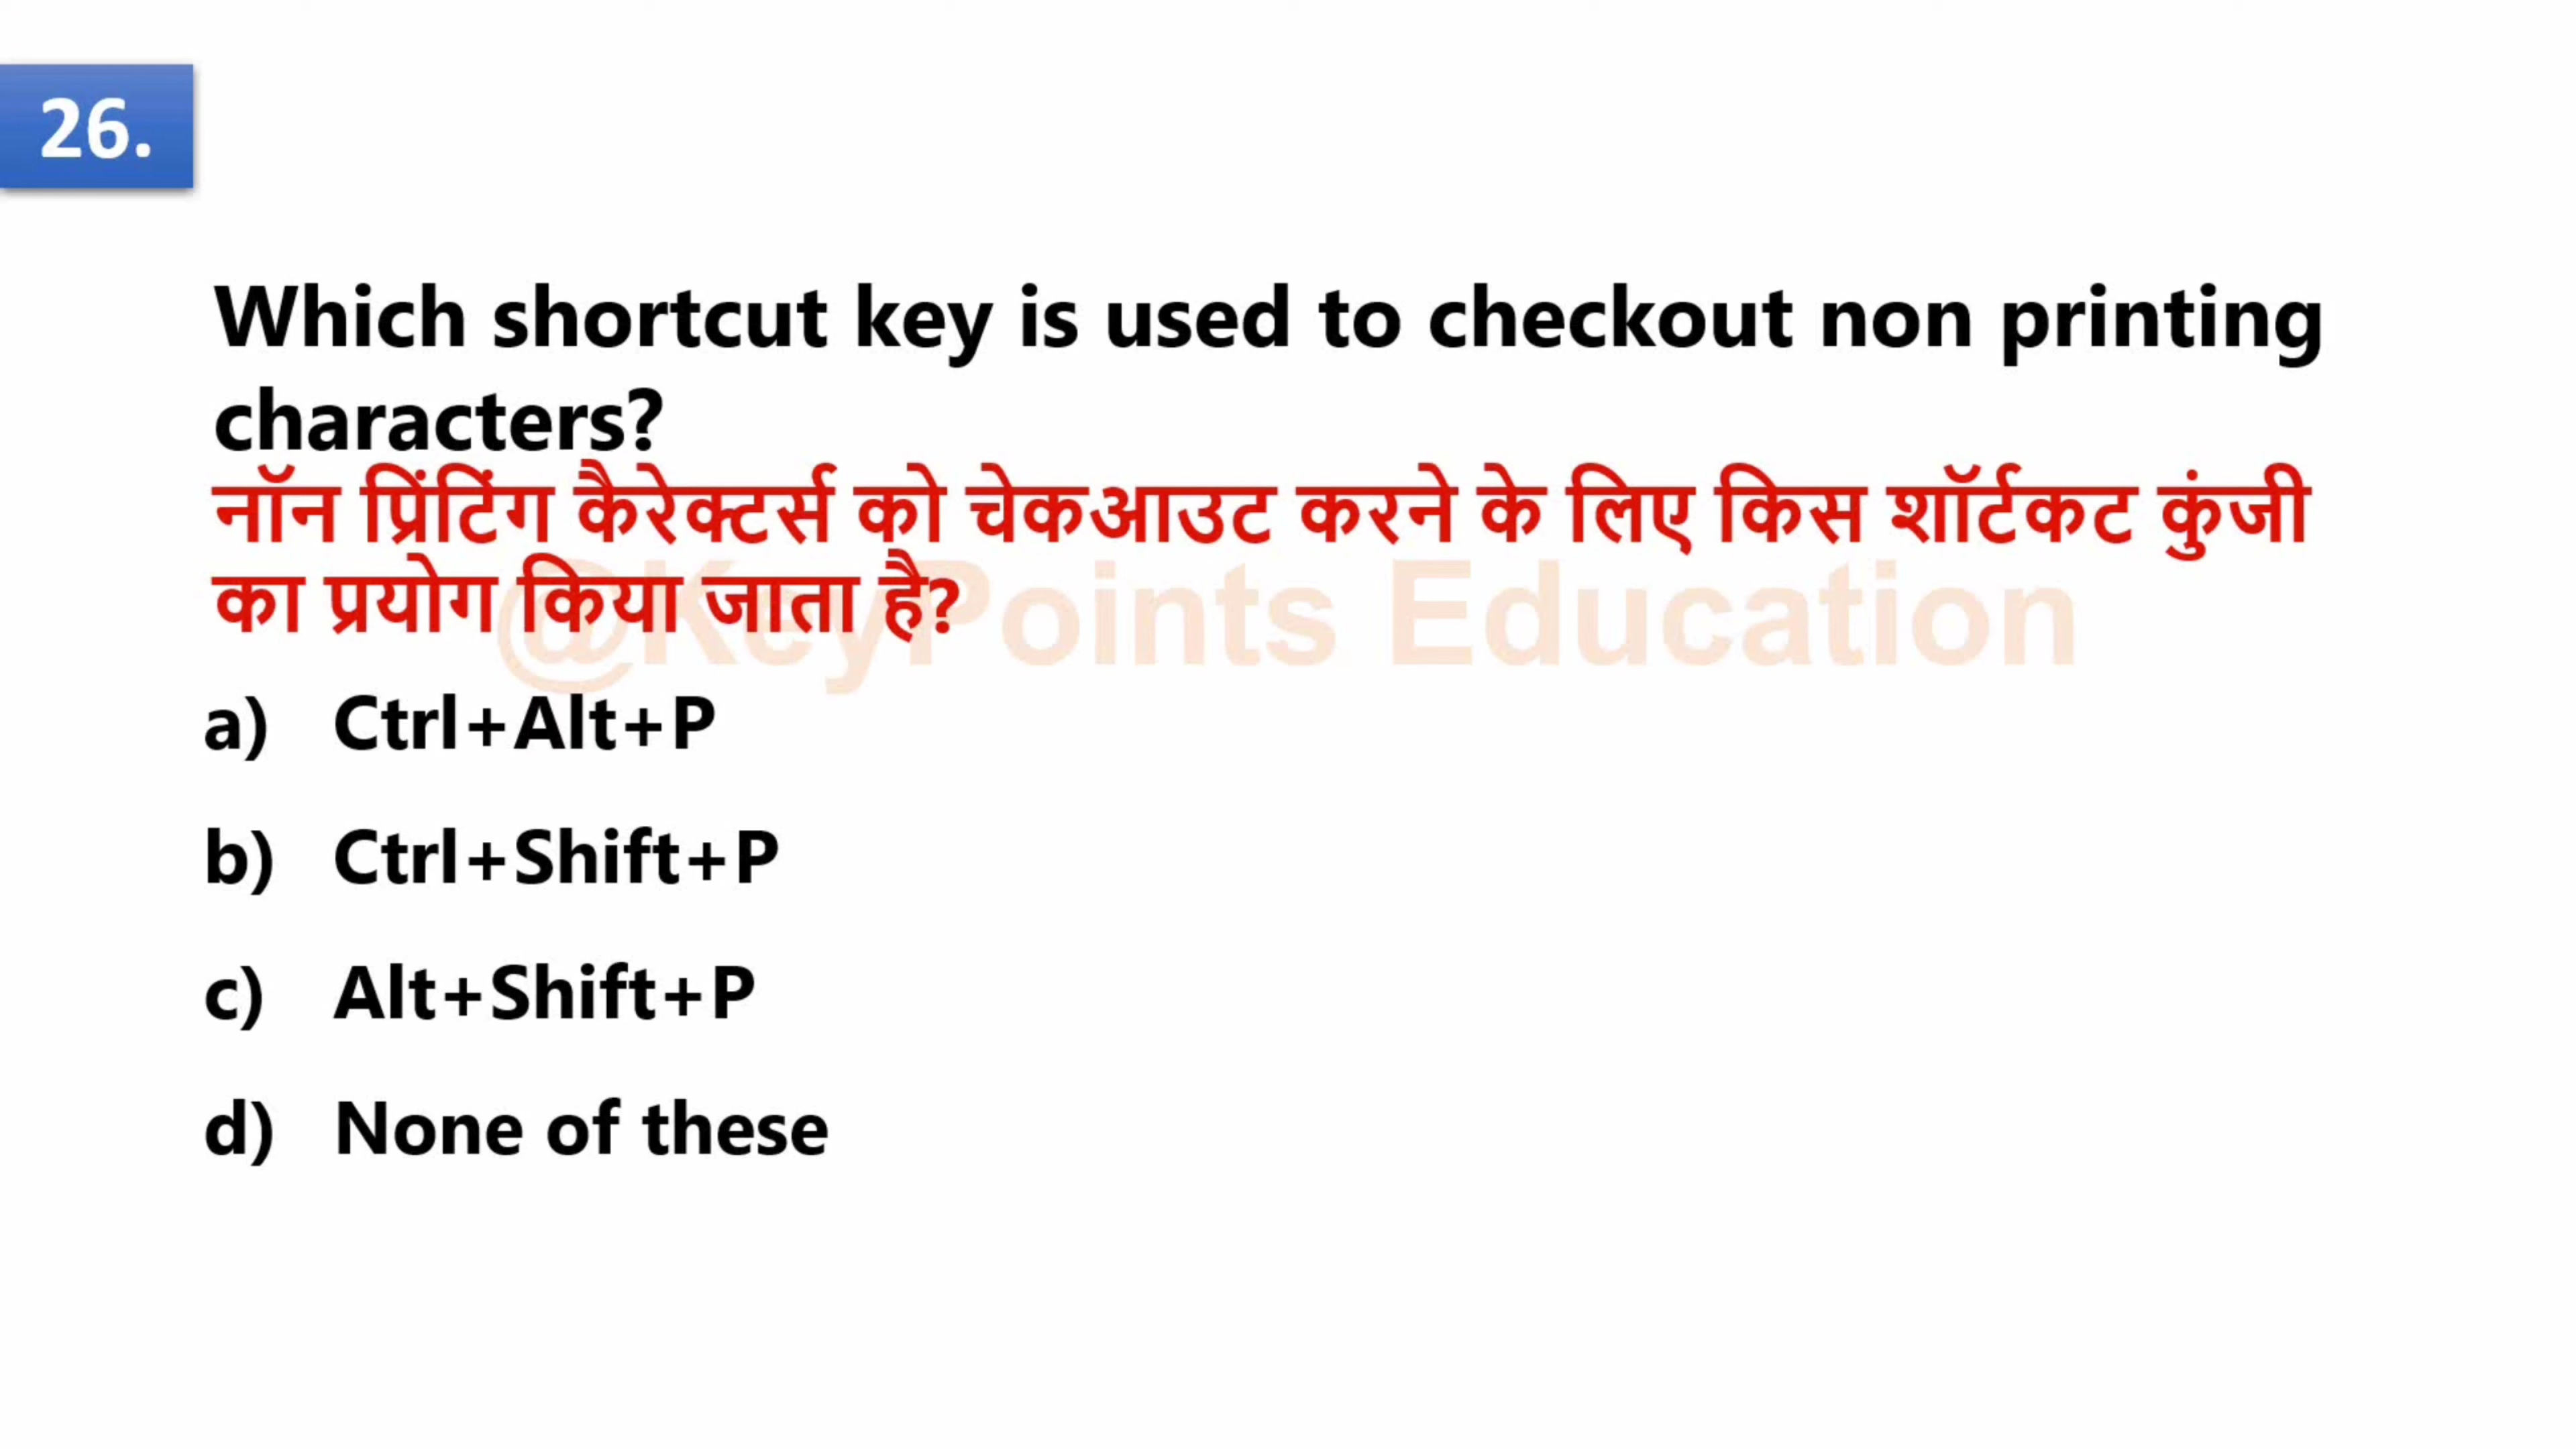 26.
Which shortcut key is used to checkout non printing
characters?
नॉन प्रिंटिंग कैरेक्टर्स को चेकआउट करने के लिए किस शॉर्टकट कुंजी
का प्रयोग किया जाता है?
@KeyPoints Education
a) Ctrl+Alt+P
b) Ctrl+Shift+P
c) Alt+Shift+P
d) None of these